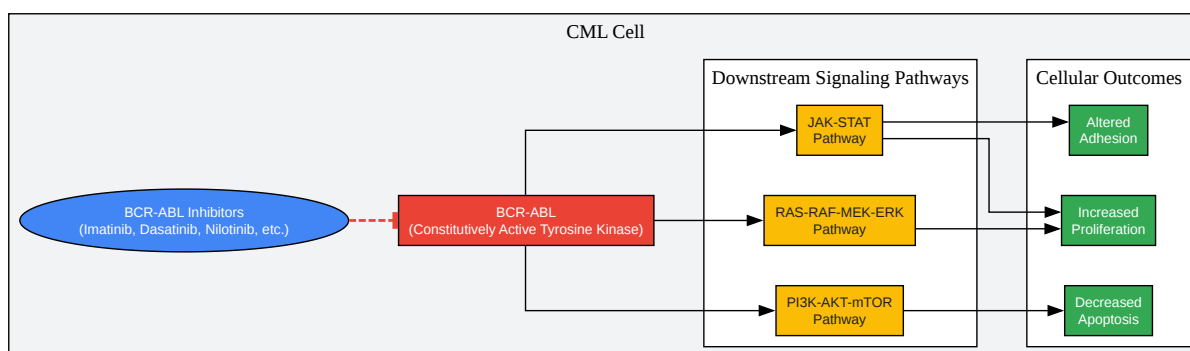 CML Cell
Downstream Signaling Pathways
Cellular Outcomes
JAK-STAT
Pathway
Altered
Adhesion
BCR-ABL Inhibitors
(Imatinib, Dasatinib, Nilotinib, etc.)
BCR-ABL
(Constitutively Active Tyrosine Kinase)
RAS-RAF-MEK-ERK
Pathway
Increased
Proliferation
PI3K-AKT-mTOR
Pathway
Decreased
Apoptosis